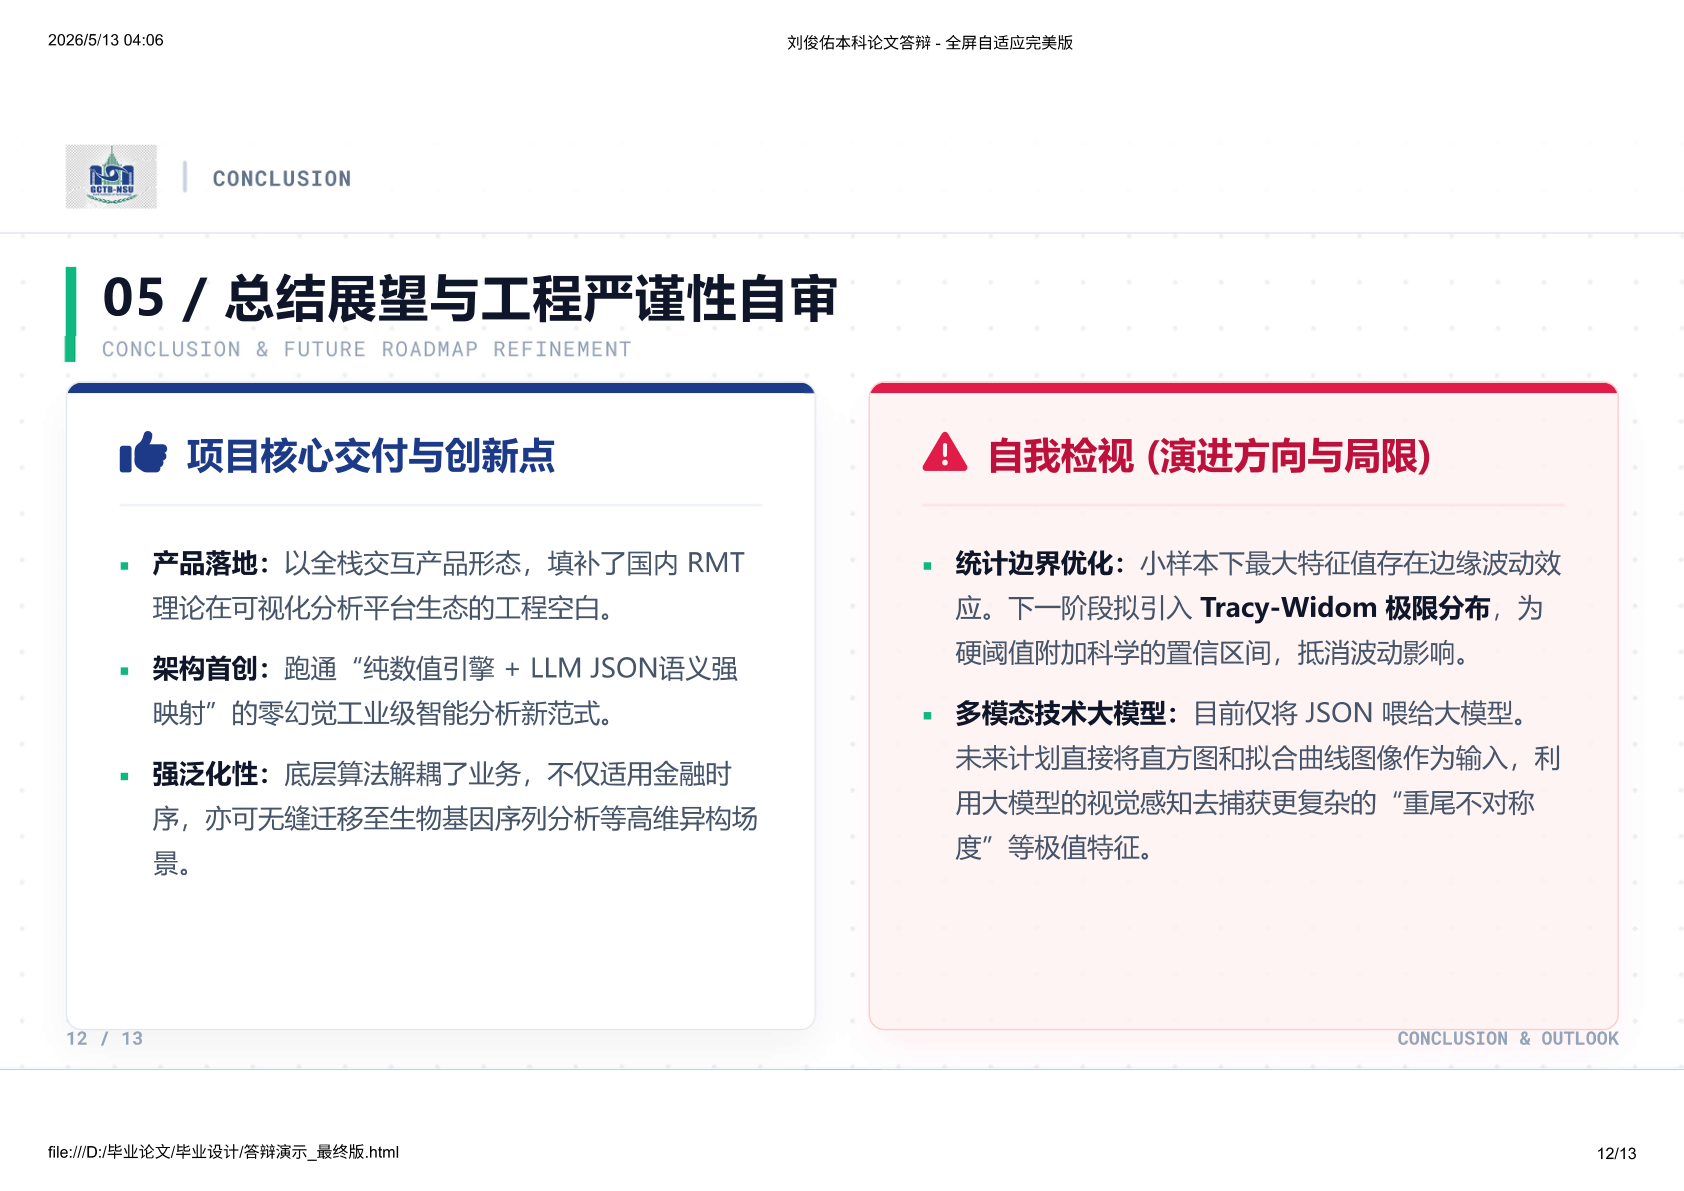 2026/5/13 04:06
刘俊佑本科论文答辩 - 全屏自适应完美版
GCTB-NSU
CONCLUSION
05 / 总结展望与工程严谨性自审
CONCLUSION & FUTURE ROADMAP REFINEMENT
项目核心交付与创新点
产品落地：以全栈交互产品形态，填补了国内 RMT
理论在可视化分析平台生态的工程空白。
架构首创：跑通“纯数值引擎 + LLM JSON语义强
映射”的零幻觉工业级智能分析新范式。
强泛化性：底层算法解耦了业务，不仅适用金融时
序，亦可无缝迁移至生物基因序列分析等高维异构场
景。
自我检视 (演进方向与局限)
统计边界优化：小样本下最大特征值存在边缘波动效
应。下一阶段拟引入 Tracy-Widom 极限分布，为
硬阈值附加科学的置信区间，抵消波动影响。
多模态技术大模型：目前仅将 JSON 喂给大模型。
未来计划直接将直方图和拟合曲线图像作为输入，利
用大模型的视觉感知去捕获更复杂的“重尾不对称
度”等极值特征。
12 / 13
CONCLUSION & OUTLOOK
file:///D:/毕业论文/毕业设计/答辩演示_最终版.html
12/13